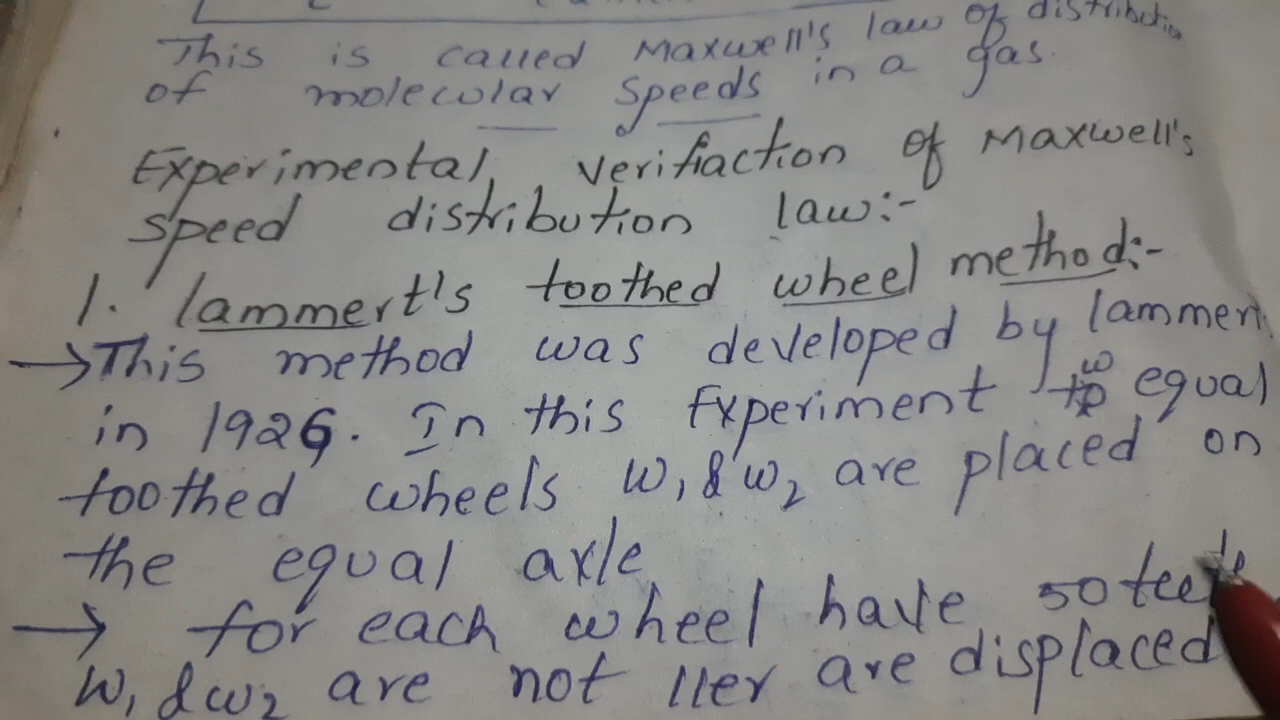 This is called Maxwell's law of distribution
of molecular speeds in a gas.
Experimental verifiaction of Maxwell's
speed distribution law:-
1. lammert's toothed wheel method:-
→This method was developed by lammert
in 1926. In this Experiment two equal
toothed wheels W₁ & W₂ are placed on
the equal axle
→ for each wheel have 50 teeth
W₁ & W₂ are not ller are displaced